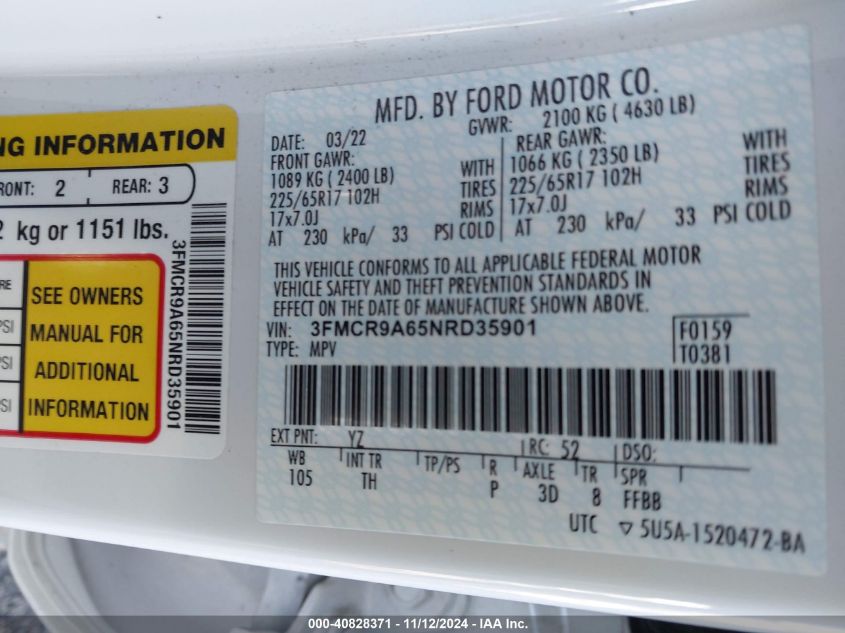 NG INFORMATION
RONT: 2 REAR: 3
2 kg or 1151 lbs.
RE
PSI
PSI
PSI
SEE OWNERS
MANUAL FOR
ADDITIONAL
INFORMATION
3FMCR9A65NRD35901
MFD. BY FORD MOTOR CO.
DATE: 03/22 GVWR: 2100 KG ( 4630 LB)
FRONT GAWR: REAR GAWR:
1089 KG ( 2400 LB) WITH 1066 KG ( 2350 LB) WITH
225/65R17 102H TIRES 225/65R17 102H TIRES
17x7.0J RIMS 17x7.0J RIMS
AT 230 kPa/ 33 PSI COLD AT 230 kPa/ 33 PSI COLD
THIS VEHICLE CONFORMS TO ALL APPLICABLE FEDERAL MOTOR
VEHICLE SAFETY AND THEFT PREVENTION STANDARDS IN
EFFECT ON THE DATE OF MANUFACTURE SHOWN ABOVE.
VIN: 3FMCR9A65NRD35901 F0159
TYPE: MPV T0381
EXT PNT: YZ RC: 52 DSO:
WB INT TR TP/PS R AXLE TR SPR
105 TH P 3D 8 FFBB
UTC ▽ 5U5A-1520472-BA
000-40828371 - 11/12/2024 - IAA Inc.